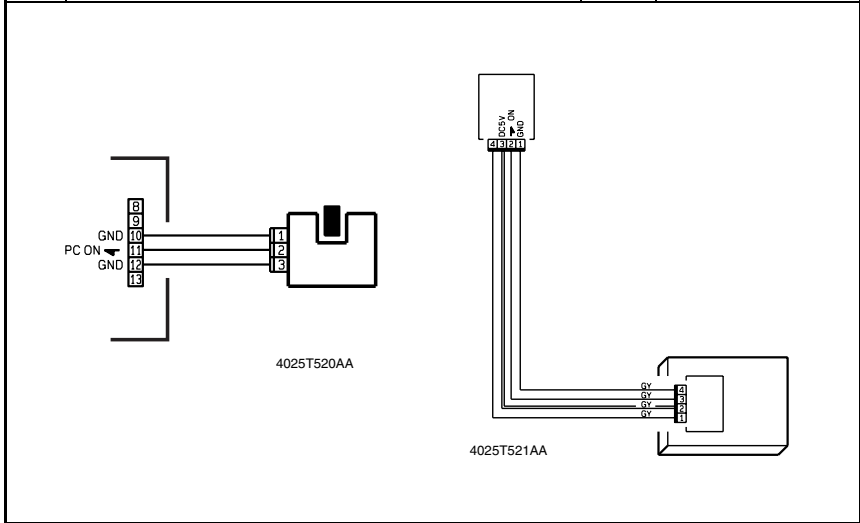 8
9
GND 10
PC ON 11
GND 12
13
1
2
3
4025T520AA
DC5V
ON
GND
4 3 2 1
GY 4
GY 3
GY 2
GY 1
4025T521AA